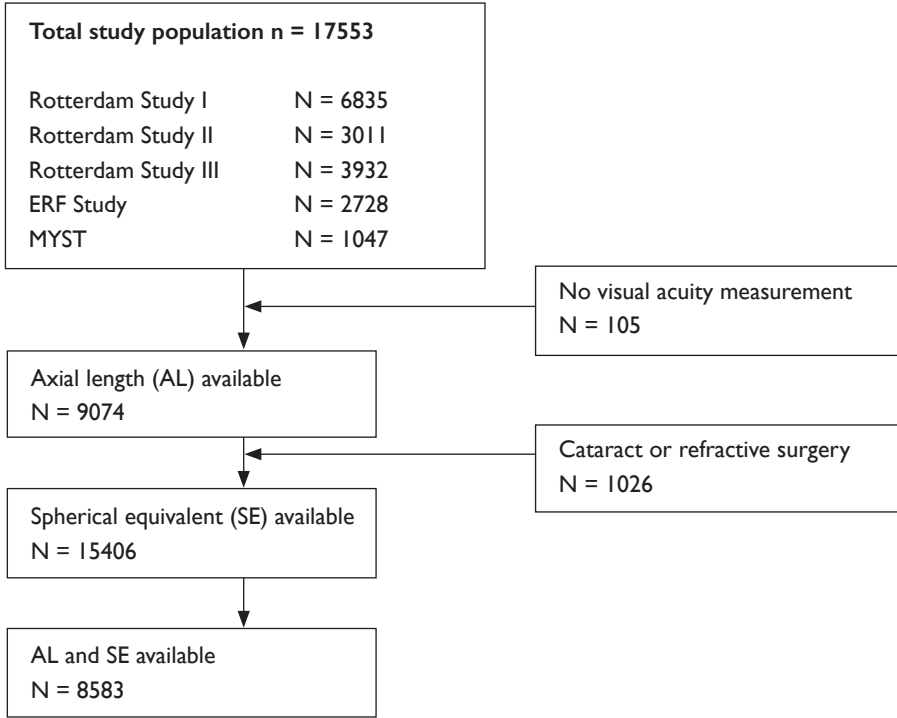 Total study population n = 17553
Rotterdam Study I N = 6835
Rotterdam Study II N = 3011
Rotterdam Study III N = 3932
ERF Study N = 2728
MYST N = 1047
No visual acuity measurement
N = 105
Axial length (AL) available
N = 9074
Cataract or refractive surgery
N = 1026
Spherical equivalent (SE) available
N = 15406
AL and SE available
N = 8583